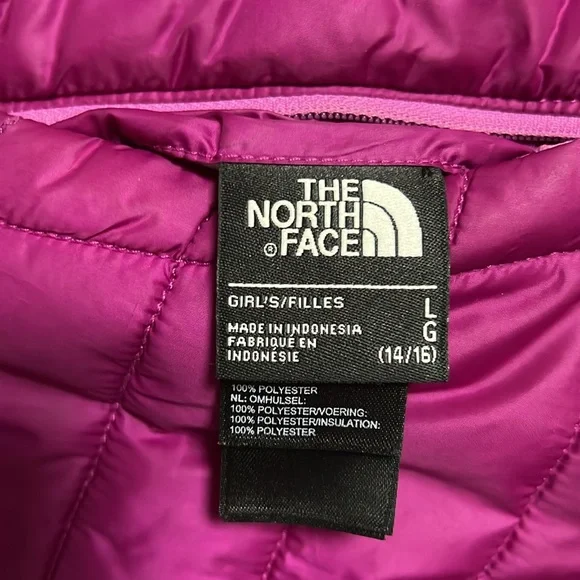 THE
NORTH
® FACE
GIRL'S/FILLES L
G
MADE IN INDONESIA
FABRIQUÉ EN
INDONÉSIE (14/16)
100% POLYESTER
NL: OMHULSEL:
100% POLYESTER/VOERING:
100% POLYESTER/INSULATION:
100% POLYESTER